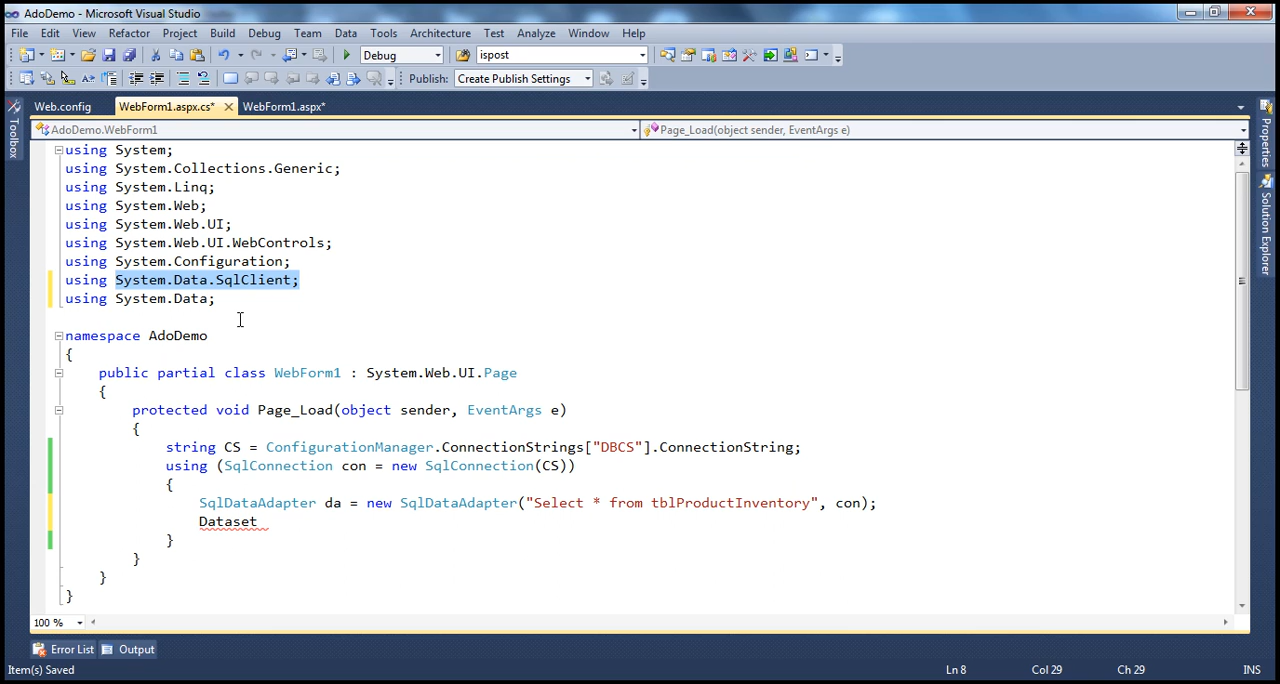 AdoDemo - Microsoft Visual Studio
File Edit View Refactor Project Build Debug Team Data Tools Architecture Test Analyze Window Help
Debug ispost
Publish: Create Publish Settings
Web.config WebForm1.aspx.cs* WebForm1.aspx*
AdoDemo.WebForm1 Page_Load(object sender, EventArgs e)
Toolbox
Properties
Solution Explorer
using System;
using System.Collections.Generic;
using System.Linq;
using System.Web;
using System.Web.UI;
using System.Web.UI.WebControls;
using System.Configuration;
using System.Data.SqlClient;
using System.Data;
namespace AdoDemo
{
public partial class WebForm1 : System.Web.UI.Page
{
protected void Page_Load(object sender, EventArgs e)
{
string CS = ConfigurationManager.ConnectionStrings["DBCS"].ConnectionString;
using (SqlConnection con = new SqlConnection(CS))
{
SqlDataAdapter da = new SqlDataAdapter("Select * from tblProductInventory", con);
Dataset
}
}
}
}
100 %
Error List Output
Item(s) Saved Ln 8 Col 29 Ch 29 INS